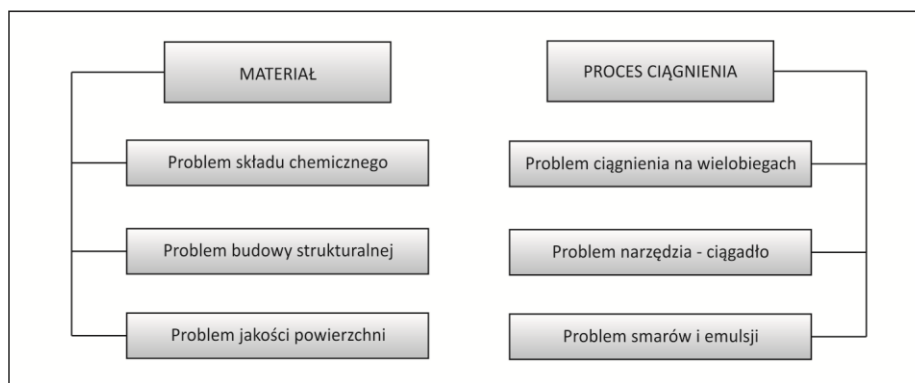 MATERIAŁ
Problem składu chemicznego
Problem budowy strukturalnej
Problem jakości powierzchni
PROCES CIĄGNIENIA
Problem ciągnienia na wielobiegach
Problem narzędzia - ciągadło
Problem smarów i emulsji